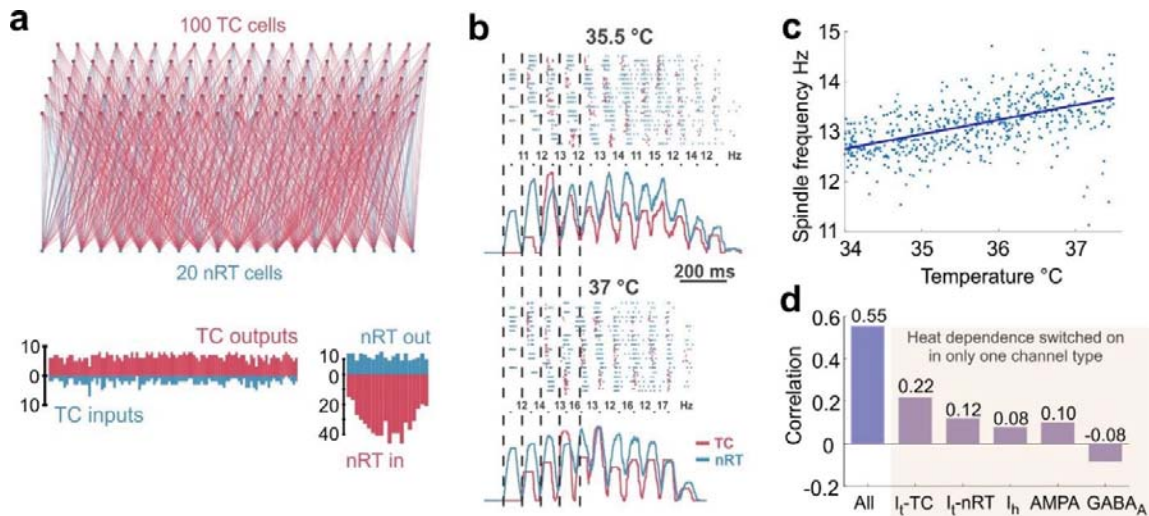 a
100 TC cells
20 nRT cells
10
0
10
TC outputs
TC inputs
nRT out
10
0
10
20
30
40
nRT in
b
35.5 °C
11 12 13 12 13 14 11 15 12 14 12 Hz
200 ms
37 °C
12 14 13 16 13 12 16 12 17 Hz
TC
nRT
c
Spindle frequency Hz
15
14
13
12
11
34 35 36 37
Temperature °C
d
Correlation
0.6
0.4
0.2
0
-0.2
0.55
Heat dependence switched on
in only one channel type
0.22
0.12
0.08
0.10
-0.08
All It-TC It-nRT Ih AMPA GABAA